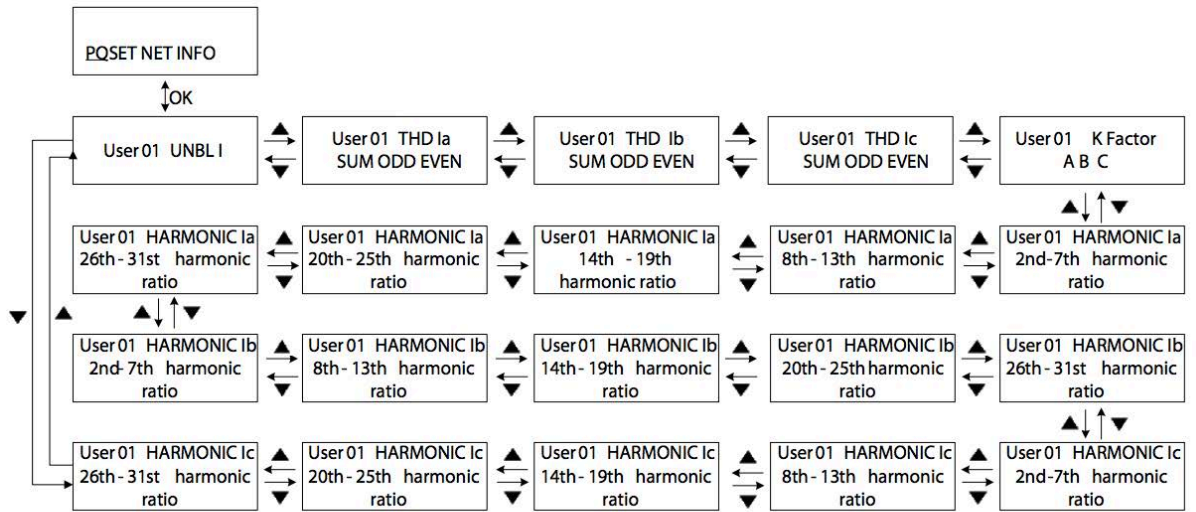 PQSET NET INFO
OK
User 01 UNBL I
User 01 THD Ia
SUM ODD EVEN
User 01 THD Ib
SUM ODD EVEN
User 01 THD Ic
SUM ODD EVEN
User 01 K Factor
A B C
User 01 HARMONIC Ia
26th - 31st harmonic
ratio
User 01 HARMONIC Ia
20th - 25th harmonic
ratio
User 01 HARMONIC Ia
14th - 19th
harmonic ratio
User 01 HARMONIC Ia
8th - 13th harmonic
ratio
User 01 HARMONIC Ia
2nd-7th harmonic
ratio
User 01 HARMONIC Ib
2nd- 7th harmonic
ratio
User 01 HARMONIC Ib
8th - 13th harmonic
ratio
User 01 HARMONIC Ib
14th - 19th harmonic
ratio
User 01 HARMONIC Ib
20th - 25th harmonic
ratio
User 01 HARMONIC Ib
26th - 31st harmonic
ratio
User 01 HARMONIC Ic
26th - 31st harmonic
ratio
User 01 HARMONIC Ic
20th - 25th harmonic
ratio
User 01 HARMONIC Ic
14th - 19th harmonic
ratio
User 01 HARMONIC Ic
8th - 13th harmonic
ratio
User 01 HARMONIC Ic
2nd-7th harmonic
ratio